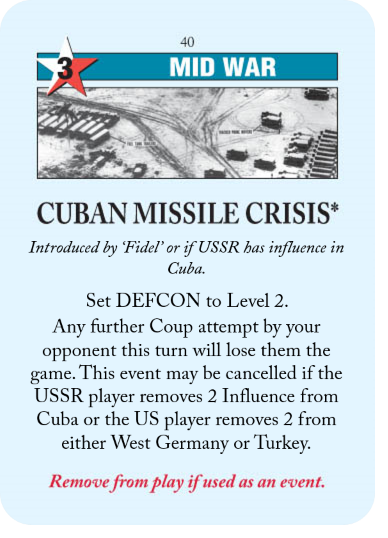 40
3
MID WAR
CUBAN MISSILE CRISIS*
Introduced by ‘Fidel’ or if USSR has influence in
Cuba.
Set DEFCON to Level 2.
Any further Coup attempt by your
opponent this turn will lose them the
game. This event may be cancelled if the
USSR player removes 2 Influence from
Cuba or the US player removes 2 from
either West Germany or Turkey.
Remove from play if used as an event.